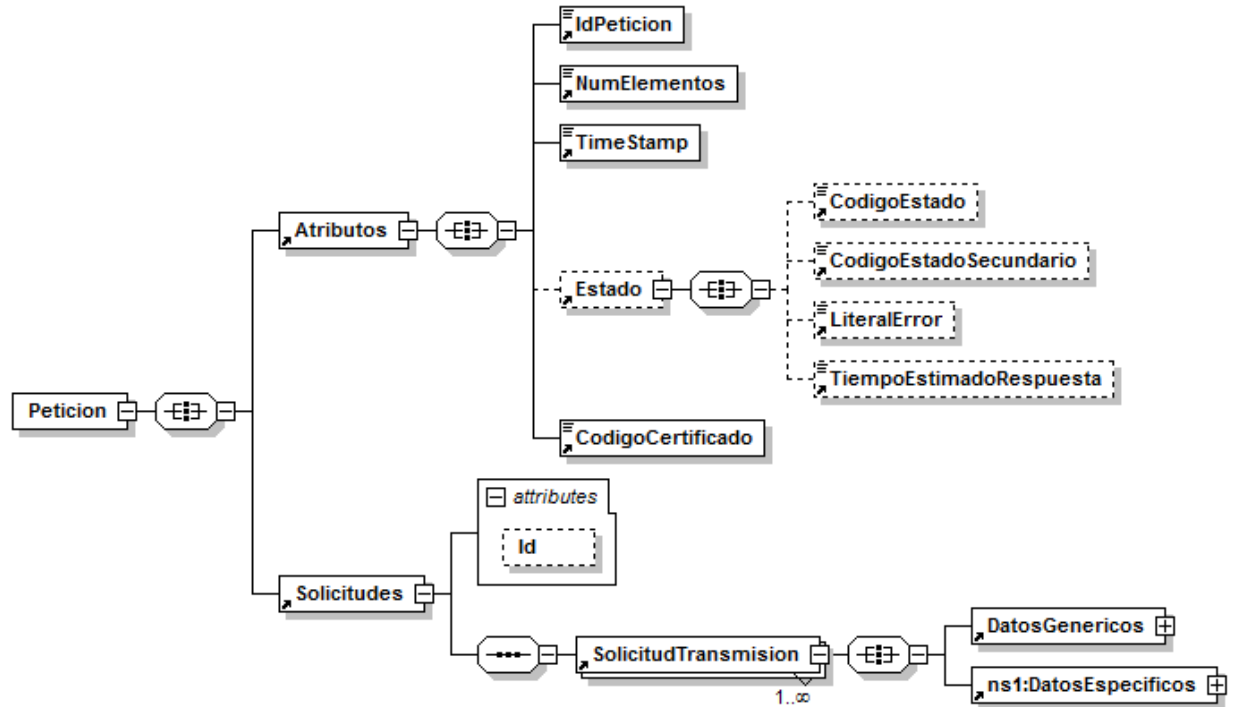 IdPeticion
NumElementos
TimeStamp
CodigoEstado
Atributos
CodigoEstadoSecundario
Estado
LiteralError
TiempoEstimadoRespuesta
Peticion
CodigoCertificado
attributes
Id
Solicitudes
DatosGenericos
SolicitudTransmision
ns1:DatosEspecificos
1..∞